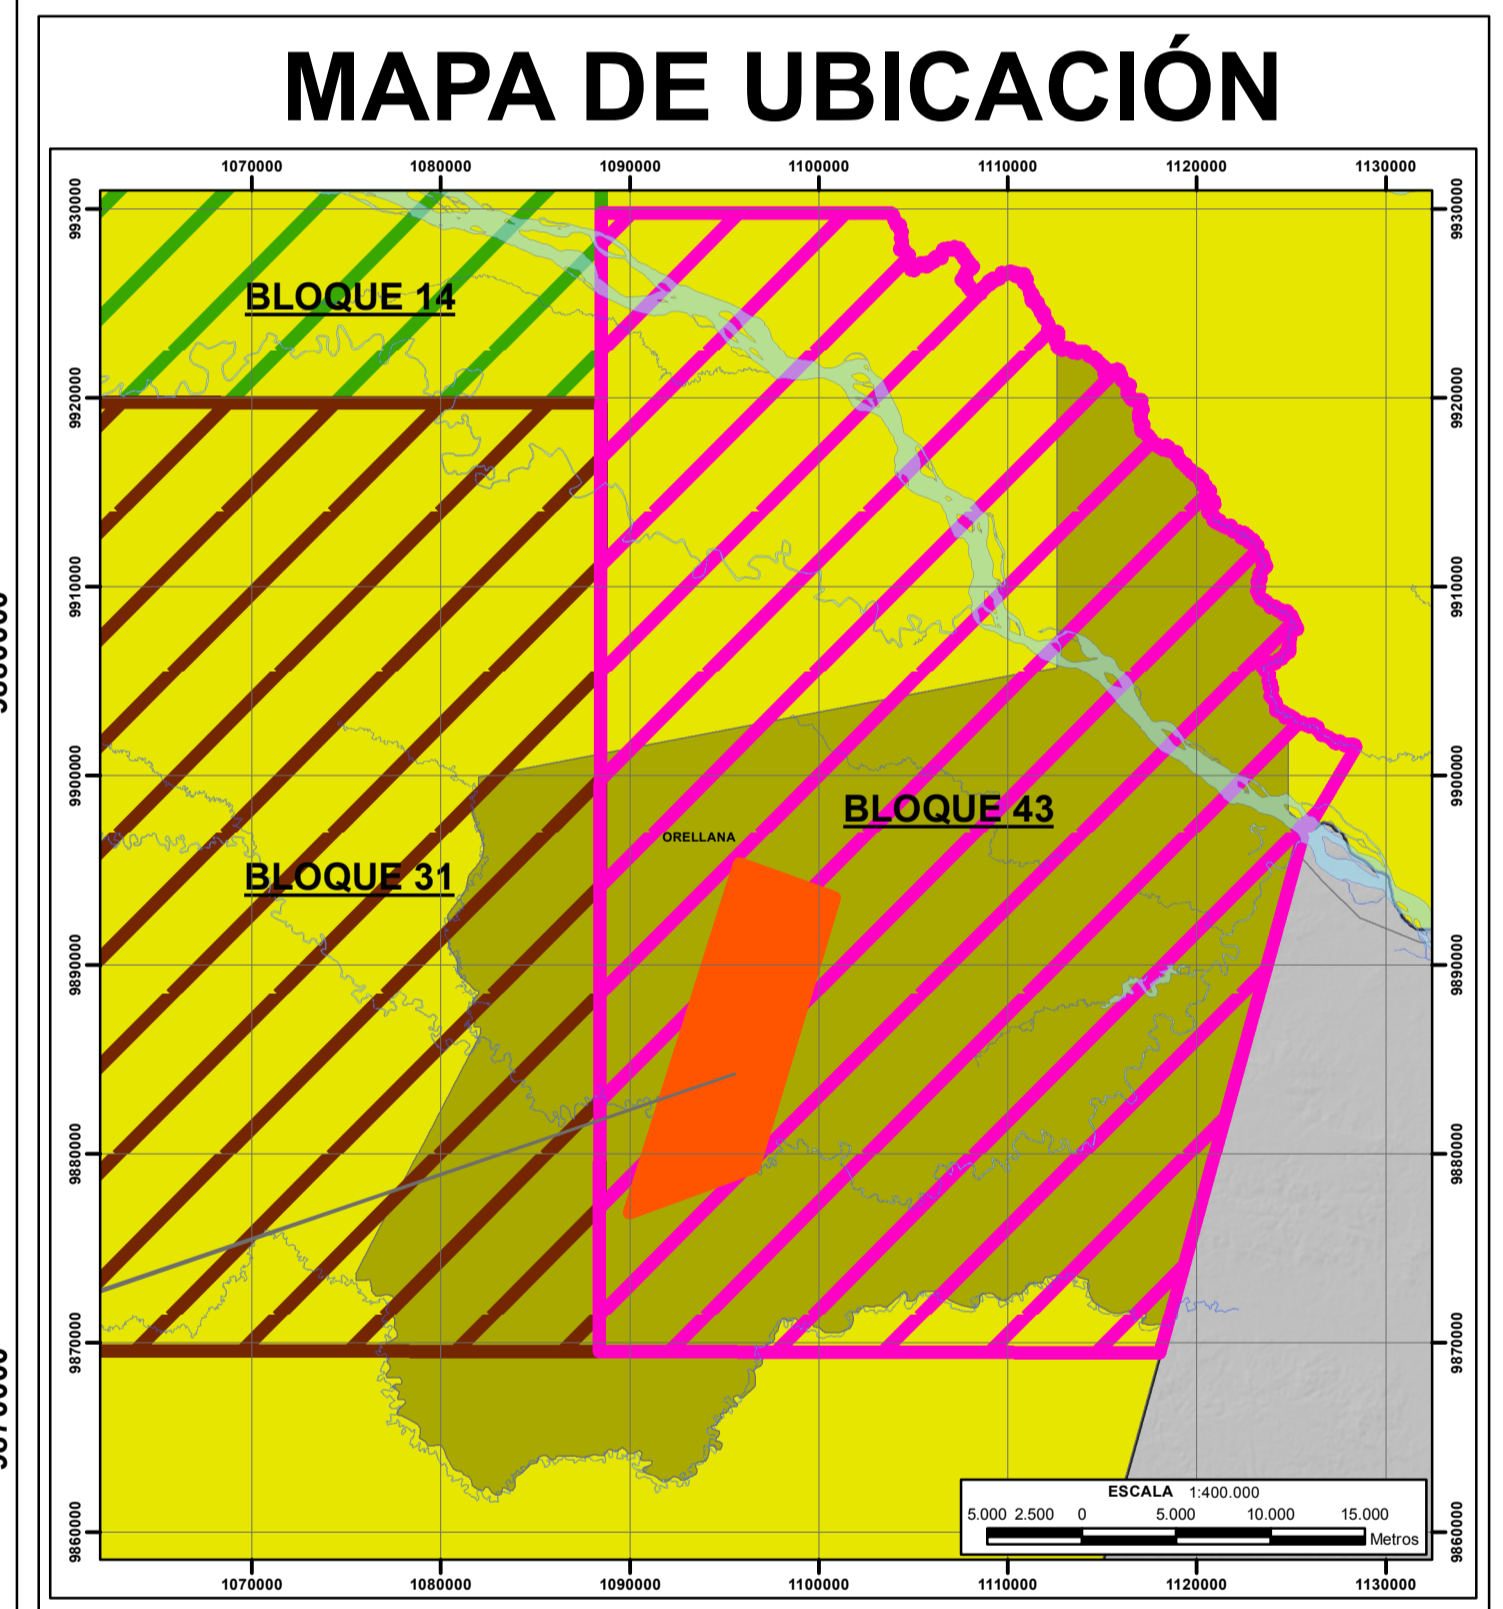 MAPA DE UBICACIÓN
1070000 1080000 1090000 1100000 1110000 1120000 1130000
9930000 9930000
BLOQUE 14
9920000 9920000
9910000 9910000
9900000 9900000
BLOQUE 43
ORELLANA
BLOQUE 31
9890000 9890000
9880000 9880000
9870000 9870000
ESCALA 1:400.000
5.000 2.500 0 5.000 10.000 15.000
Metros
9860000 9860000
1070000 1080000 1090000 1100000 1110000 1120000 1130000